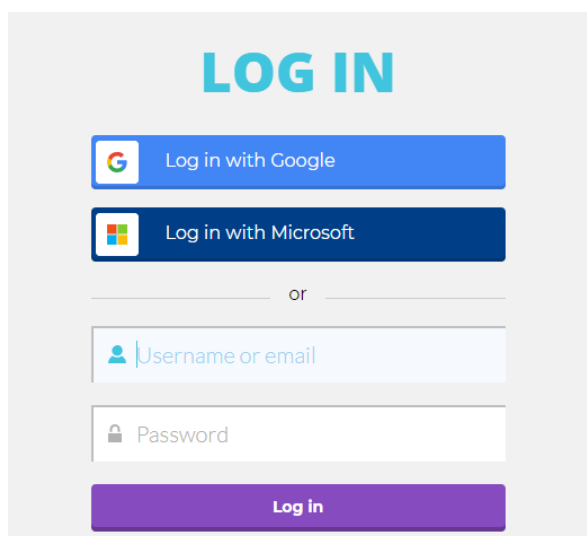 LOG IN
Log in with Google
Log in with Microsoft
or
Username or email
Password
Log in